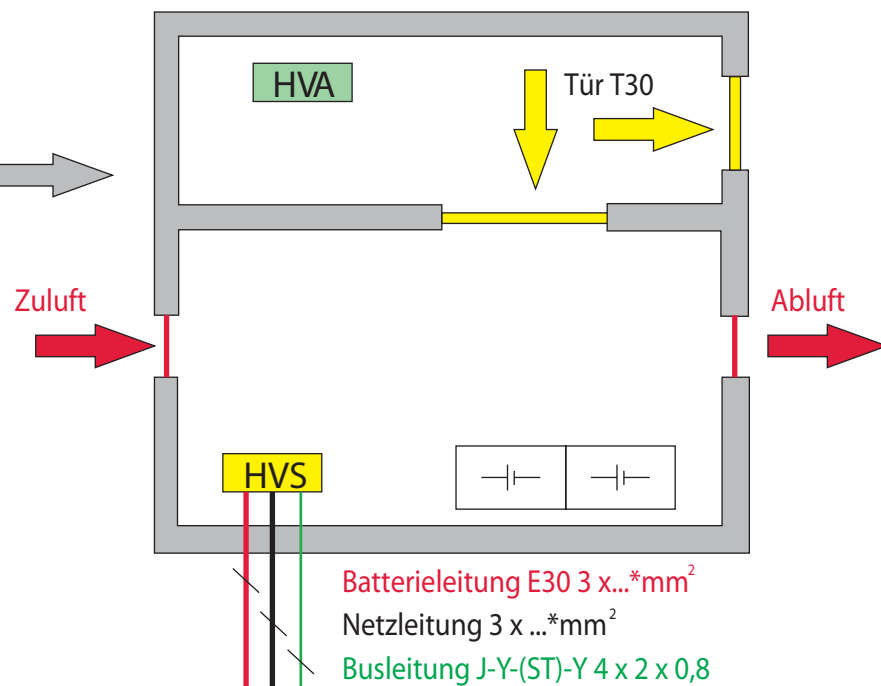 HVA
Tür T30
Zuluft
Abluft
HVS
Batterieleitung E30 3 x...*mm²
Netzleitung 3 x ...*mm²
Busleitung J-Y-(ST)-Y 4 x 2 x 0,8